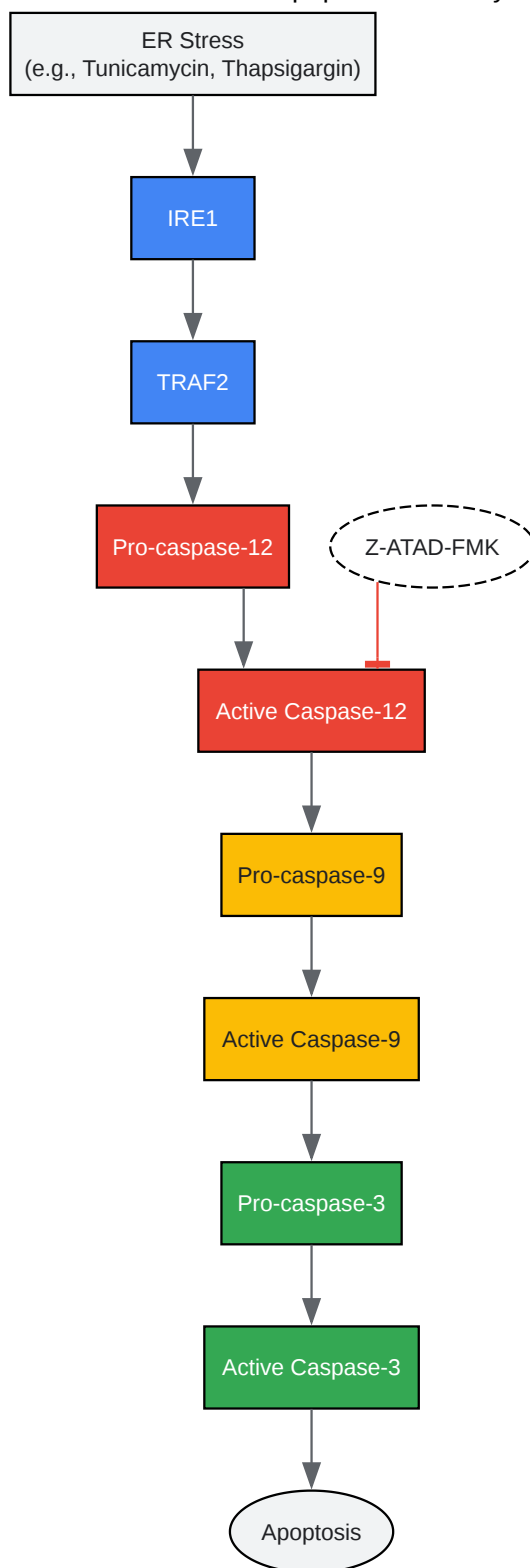 ER Stress
(e.g., Tunicamycin, Thapsigargin)
IRE1
TRAF2
Pro-caspase-12
Z-ATAD-FMK
Active Caspase-12
Pro-caspase-9
Active Caspase-9
Pro-caspase-3
Active Caspase-3
Apoptosis